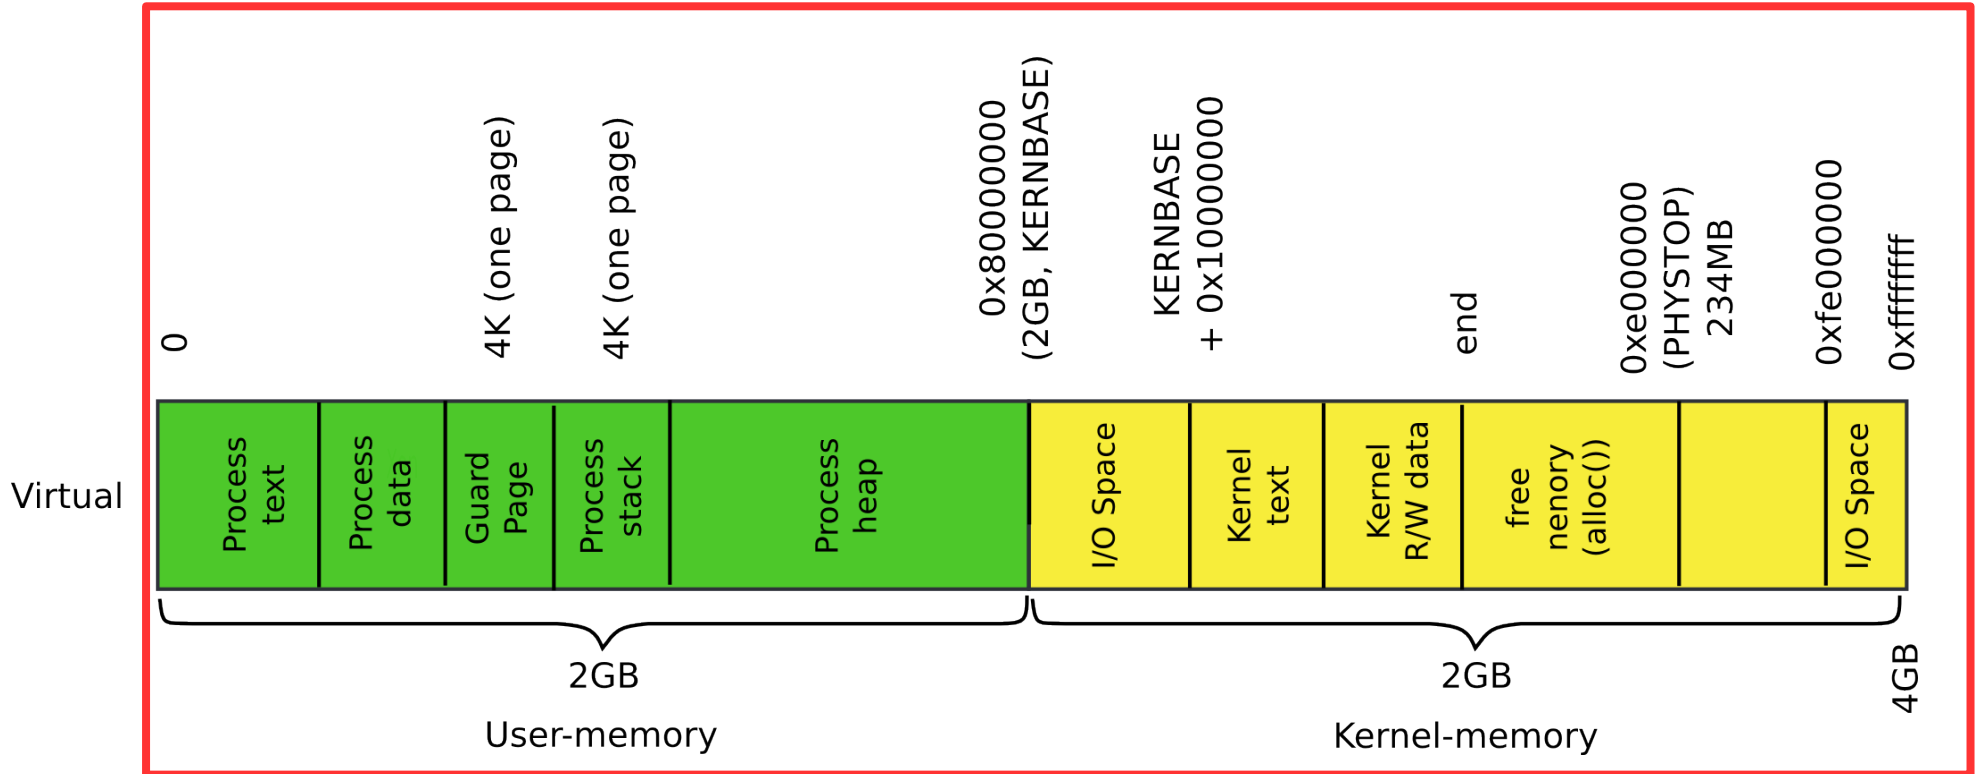 0
4K (one page)
4K (one page)
0x80000000
(2GB, KERNBASE)
KERNBASE
+ 0x10000000
end
0xe000000
(PHYSTOP)
234MB
0xfe000000
0xffffffff
Virtual
Process
text
Process
data
Guard
Page
Process
stack
Process
heap
I/O Space
Kernel
text
Kernel
R/W data
free
nenory
(alloc())
I/O Space
2GB
2GB
4GB
User-memory
Kernel-memory